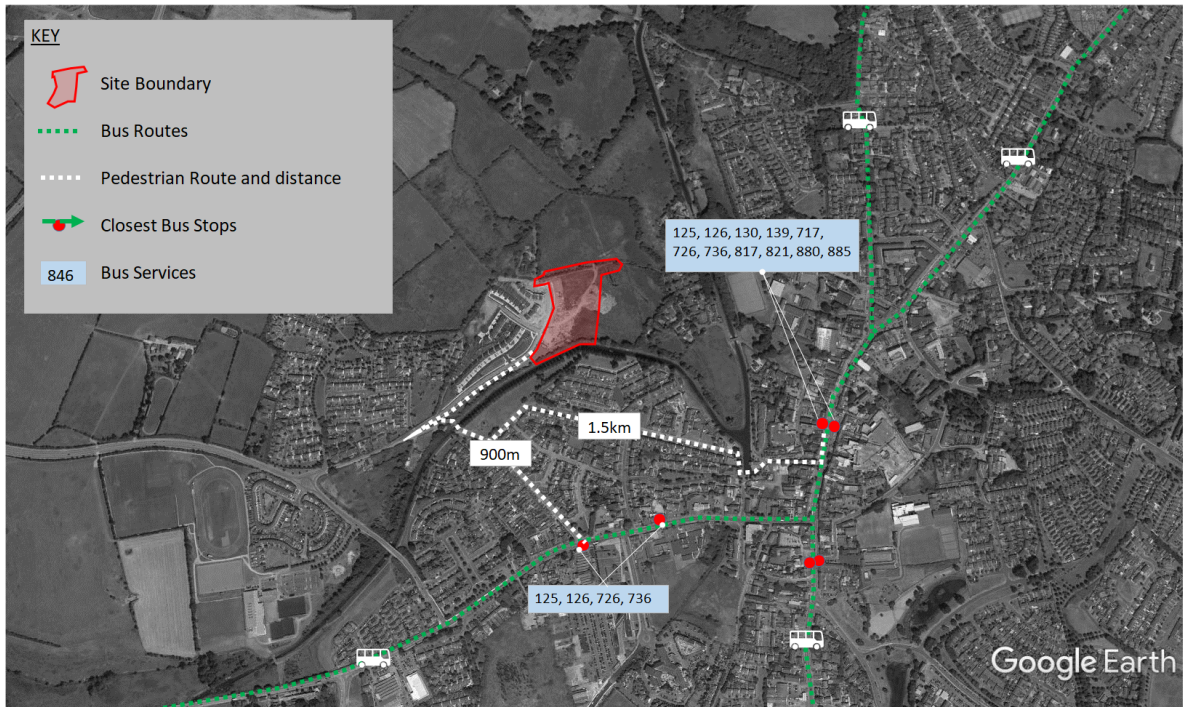 KEY
Site Boundary
Bus Routes
Pedestrian Route and distance
Closest Bus Stops
846
Bus Services
125, 126, 130, 139, 717,
726, 736, 817, 821, 880, 885
1.5km
900m
125, 126, 726, 736
Google Earth